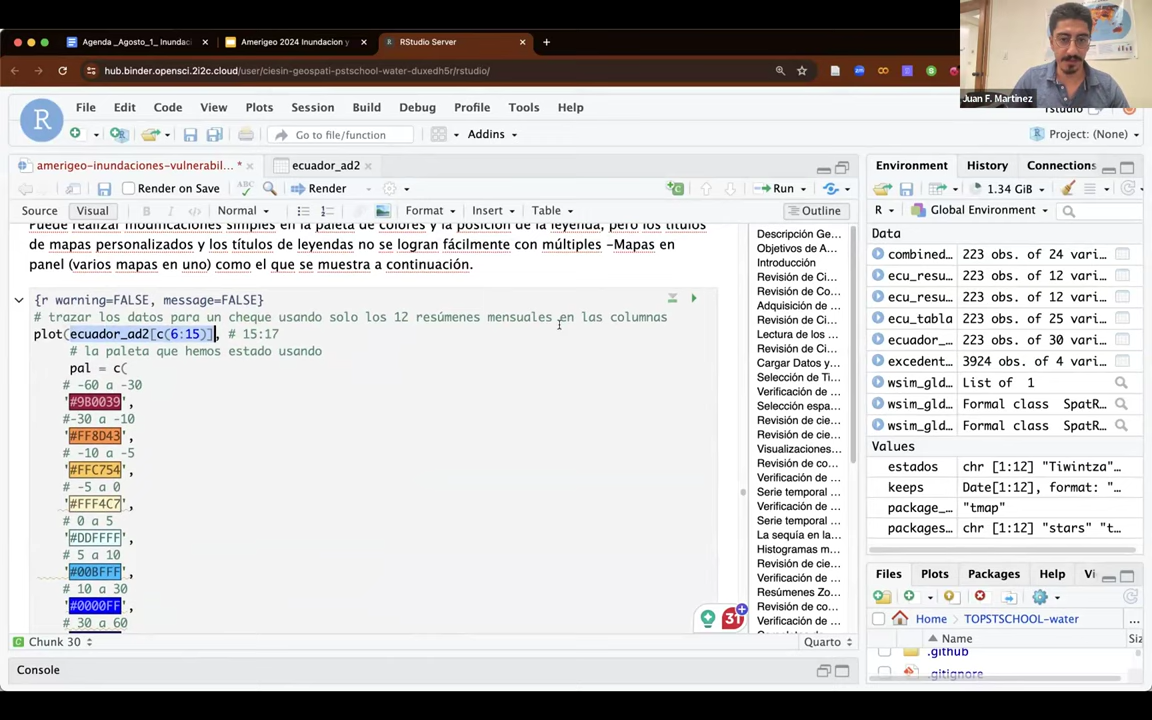 Agenda _Agosto_1_ Inundaci
Amerigeo 2024 Inundacion y
RStudio Server
hub.binder.opensci.2i2c.cloud/user/ciesin-geospati-pstschool-water-duxedh5r/rstudio/
Juan F. Martinez
rstudio
R
File Edit Code View Plots Session Build Debug Profile Tools Help
Go to file/function
Addins
Project: (None)
amerigeo-inundaciones-vulnerabil... *
ecuador_ad2
Environment History Connections
Render on Save
Render
Run
1.34 GiB
Source Visual B I Normal Format Insert Table
Outline
R Global Environment
Puede realizar modificaciones simples en la paleta de colores y la posición de la leyenda, pero los títulos
de mapas personalizados y los títulos de leyendas no se logran fácilmente con múltiples –Mapas en
panel (varios mapas en uno) como el que se muestra a continuación.
{r warning=FALSE, message=FALSE}
# trazar los datos para un cheque usando solo los 12 resúmenes mensuales en las columnas
plot(ecuador_ad2[c(6:15)], # 15:17
# la paleta que hemos estado usando
pal = c(
# -60 a -30
'#9B0039',
#-30 a -10
'#FF8D43',
# -10 a -5
'#FFC754',
# -5 a 0
'#FFF4C7',
# 0 a 5
'#DDFFFF',
# 5 a 10
'#00BFFF',
# 10 a 30
'#0000FF',
# 30 a 60
31
Chunk 30
Quarto
Console
Descripción Ge...
Objetivos de A...
Introducción
Revisión de Ci...
Revisión de Co...
Adquisición de ...
Revisión de Ci...
Lectura de los ...
Revisión de Ci...
Cargar Datos y...
Selección de Ti...
Verificación de ...
Selección espa...
Revisión de cie...
Revisión de cie...
Visualizaciones...
Revisión de co...
Verificación de ...
Serie temporal ...
Verificación de ...
Serie temporal ...
La sequía en la...
Histogramas m...
Revisión de cie...
Verificación de ...
Resúmenes Zo...
Revisión de co...
Verificación de ...
Data
combined... 223 obs. of 24 vari...
ecu_resu... 223 obs. of 12 vari...
ecu_resu... 223 obs. of 12 vari...
ecu_tabla 223 obs. of 25 vari...
ecuador_... 223 obs. of 30 vari...
excedent... 3924 obs. of 4 vari...
wsim_gld... List of 1
wsim_gld... Formal class SpatR...
wsim_gld... Formal class SpatR...
Values
estados chr [1:12] "Tiwintza"...
keeps Date[1:12], format: "...
package_... "tmap"
packages... chr [1:12] "stars" "t...
Files Plots Packages Help Vi
Home TOPSTSCHOOL-water ...
Name Siz
.github
.gitignore